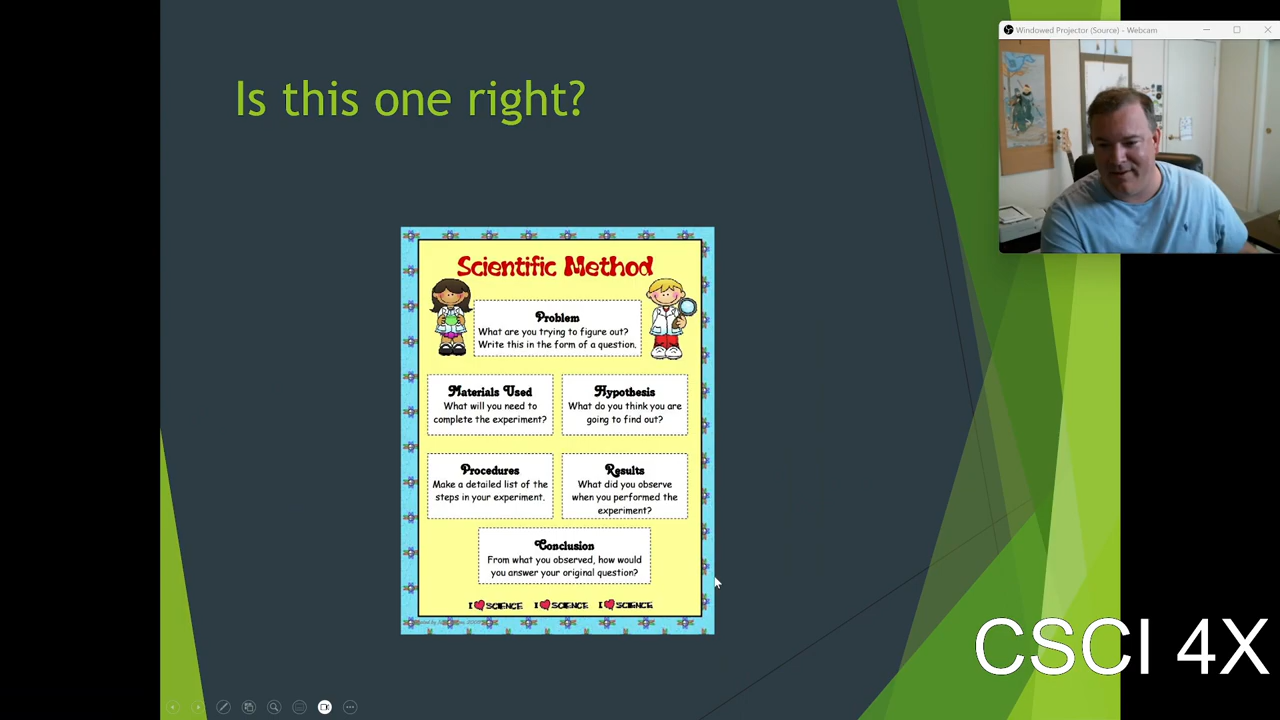 Windowed Projector (Source) - Webcam
Is this one right?
Scientific Method
Problem
What are you trying to figure out?
Write this in the form of a question.
Materials Used
What will you need to
complete the experiment?
Hypothesis
What do you think you are
going to find out?
Procedures
Make a detailed list of the
steps in your experiment.
Results
What did you observe
when you performed the
experiment?
Conclusion
From what you observed, how would
you answer your original question?
I SCIENCE I SCIENCE I SCIENCE
CSCI 4X